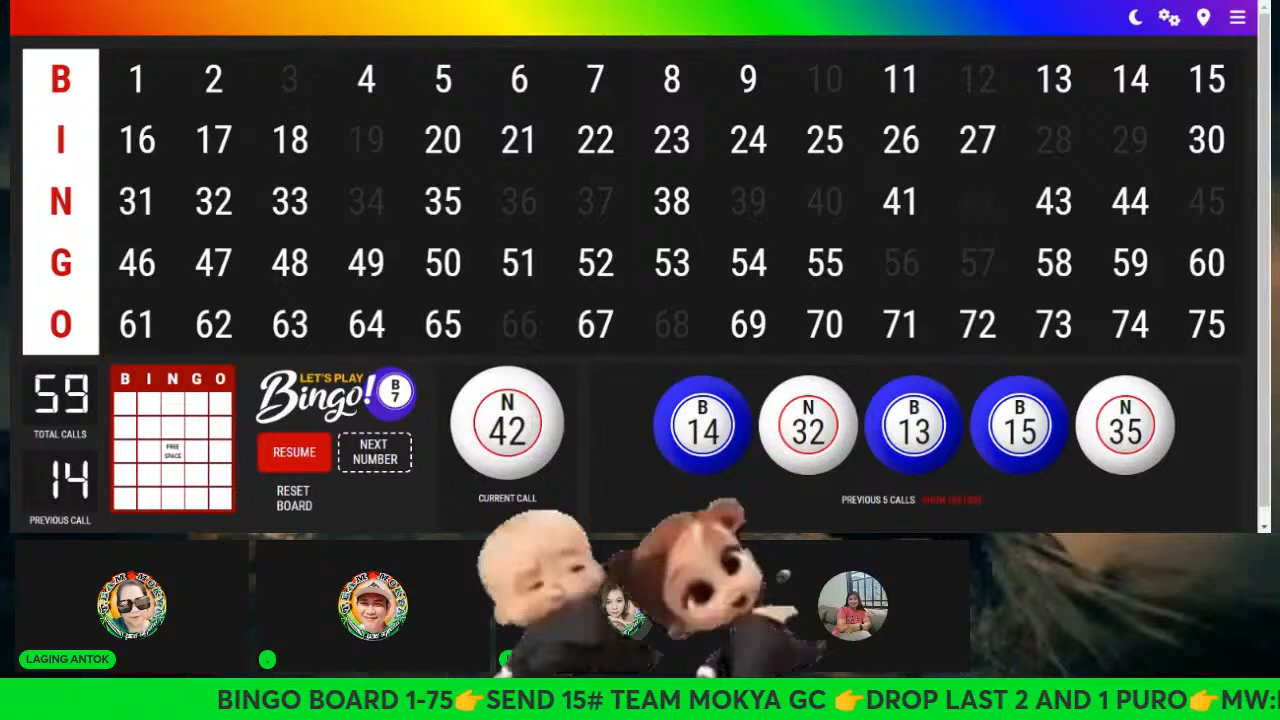 B 1 2 3 4 5 6 7 8 9 10 11 12 13 14 15
I 16 17 18 19 20 21 22 23 24 25 26 27 28 29 30
N 31 32 33 34 35 36 37 38 39 40 41 43 44 45
G 46 47 48 49 50 51 52 53 54 55 56 57 58 59 60
O 61 62 63 64 65 66 67 68 69 70 71 72 73 74 75
59
TOTAL CALLS
14
PREVIOUS CALL
B I N G O
FREE
SPACE
LET'S PLAY
Bingo!
B
7
RESUME
NEXT
NUMBER
RESET
BOARD
N
42
CURRENT CALL
B
14
N
32
B
13
B
15
N
35
PREVIOUS 5 CALLS
LAGING ANTOK
BINGO BOARD 1-75👉SEND 15# TEAM MOKYA GC 👉DROP LAST 2 AND 1 PURO👉MW: